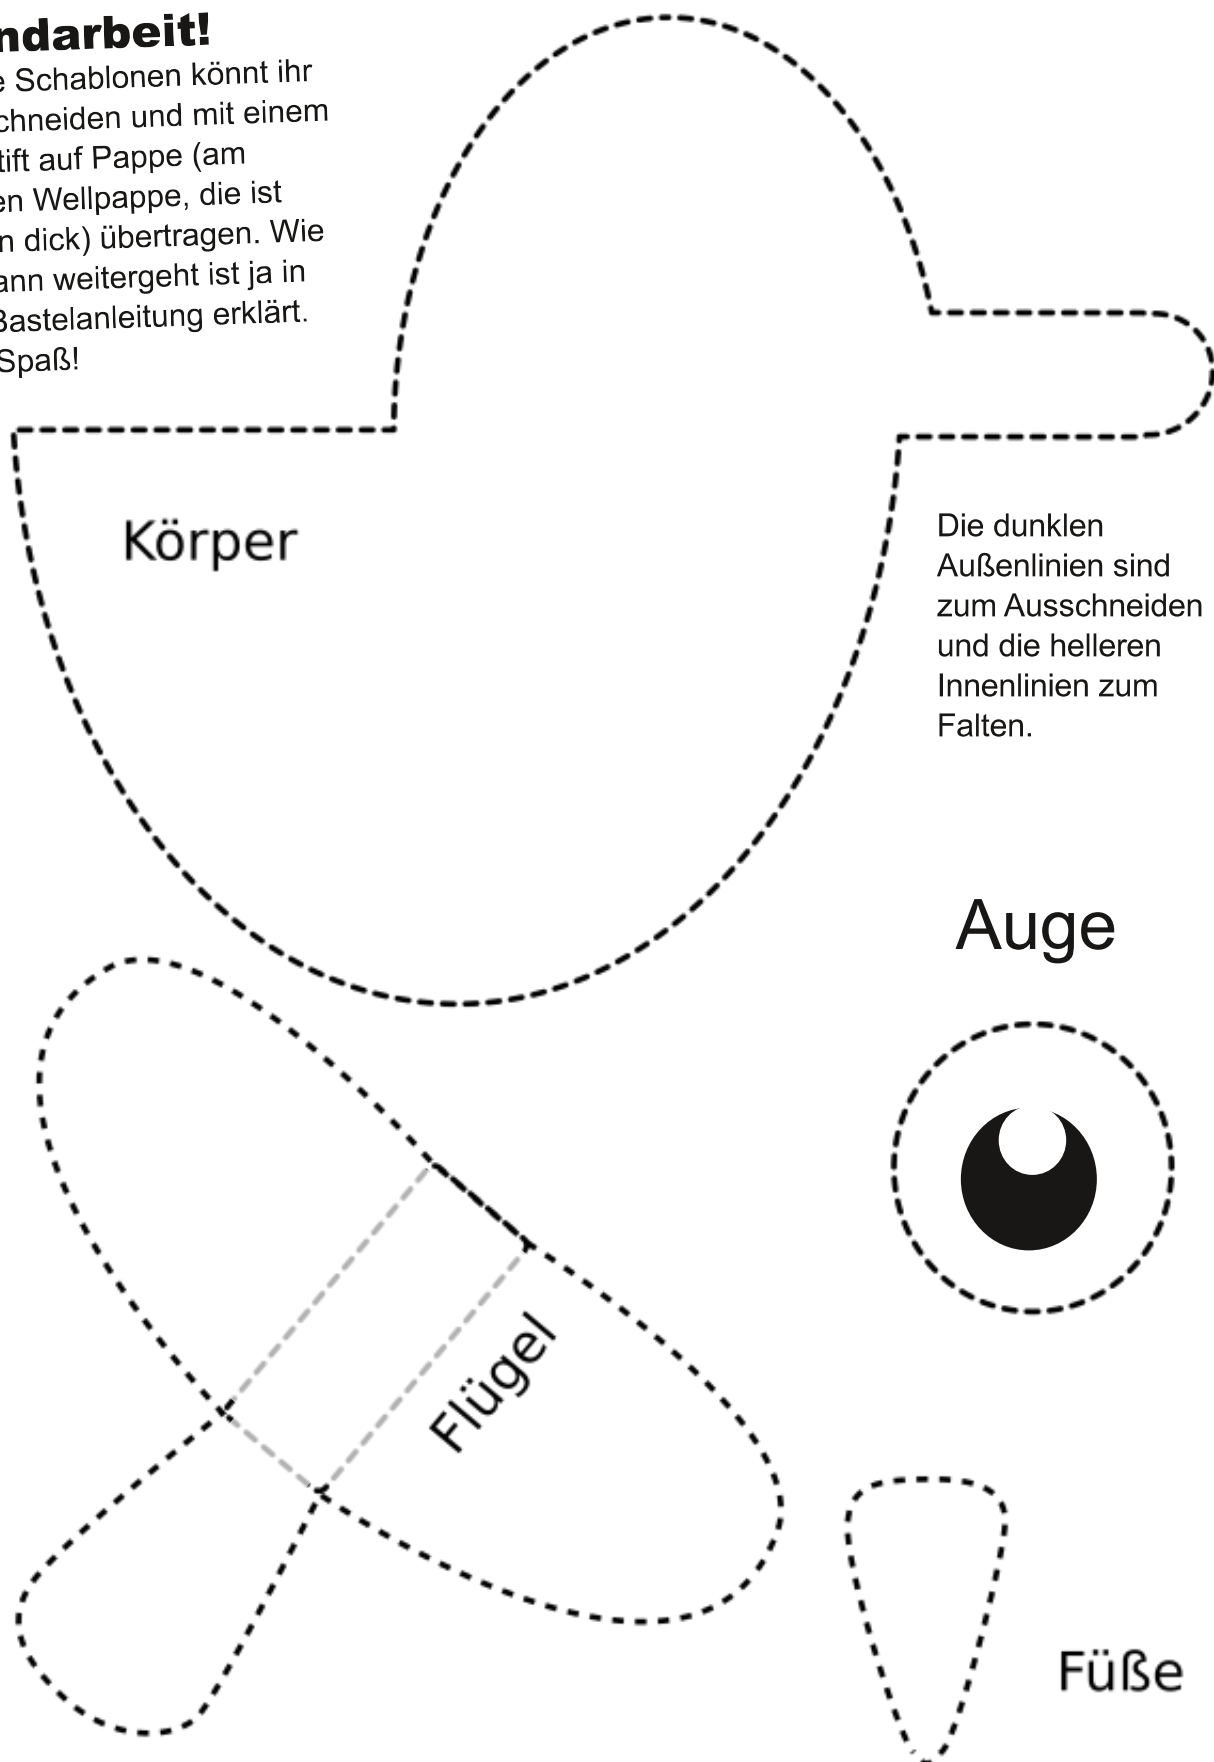 ndarbeit!
e Schablonen könnt ihr
chneiden und mit einem
tift auf Pappe (am
en Wellpappe, die ist
n dick) übertragen. Wie
ann weitergeht ist ja in
Bastelanleitung erklärt.
Spaß!
Körper
Die dunklen
Außenlinien sind
zum Ausschneiden
und die helleren
Innenlinien zum
Falten.
Auge
Flügel
Füße